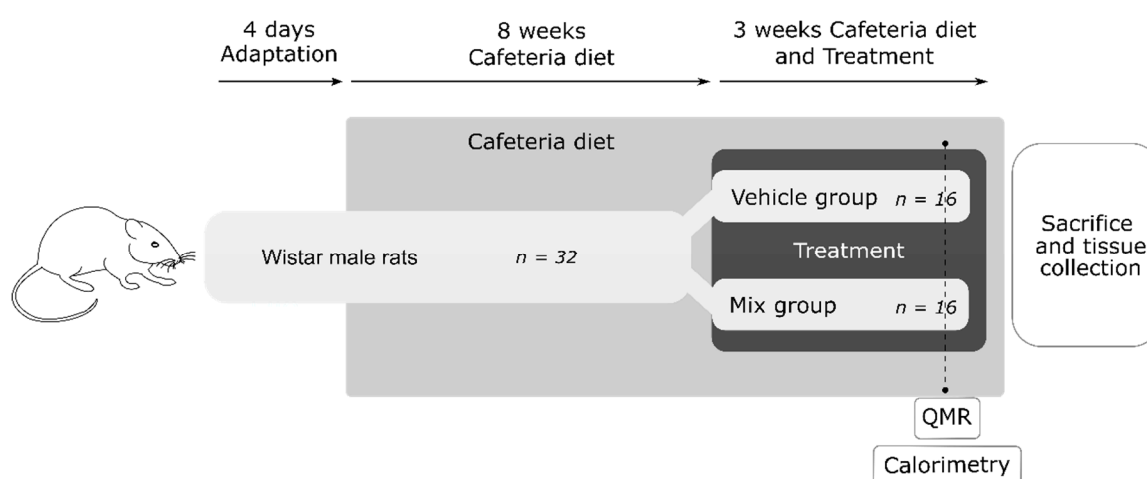 4 days
Adaptation
8 weeks
Cafeteria diet
3 weeks Cafeteria diet
and Treatment
Cafeteria diet
Vehicle group n = 16
Wistar male rats n = 32
Treatment
Mix group n = 16
Sacrifice
and tissue
collection
QMR
Calorimetry